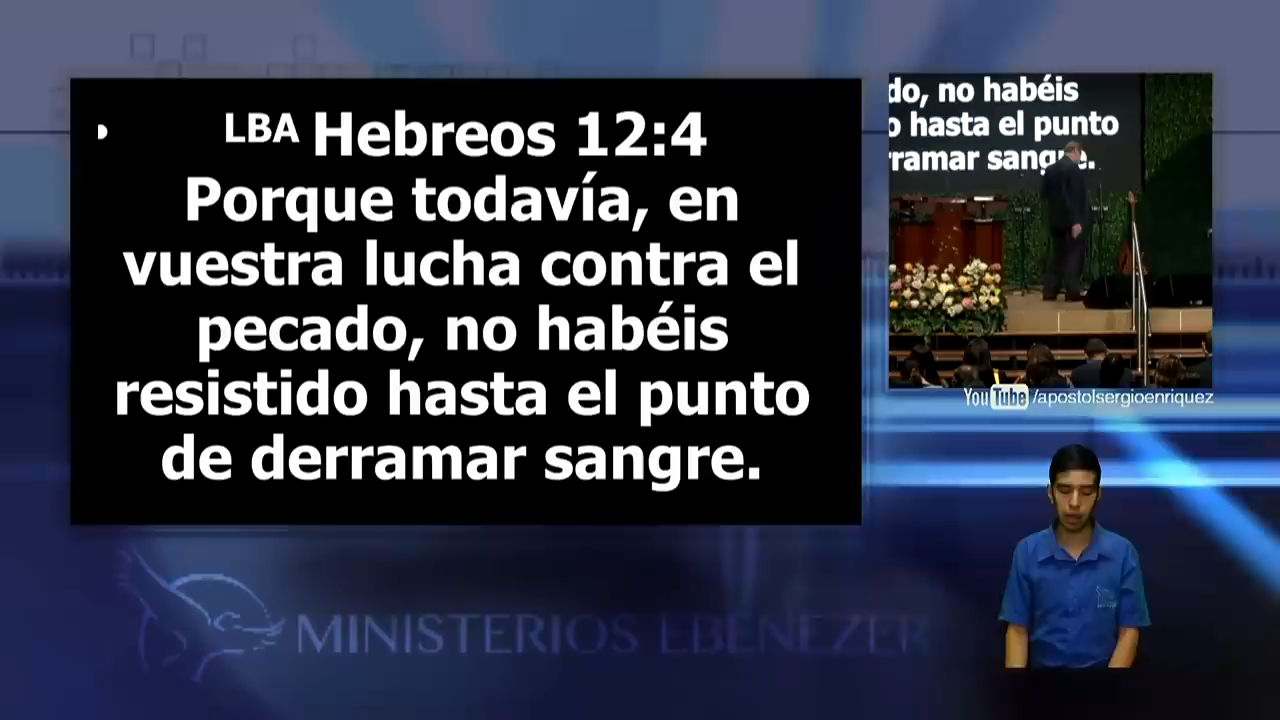 LBA Hebreos 12:4
Porque todavía, en
vuestra lucha contra el
pecado, no habéis
resistido hasta el punto
de derramar sangre.
do, no habéis
o hasta el punto
rramar sangre.
YouTube /apostolsergioenriquez
MINISTERIOS EBENEZER